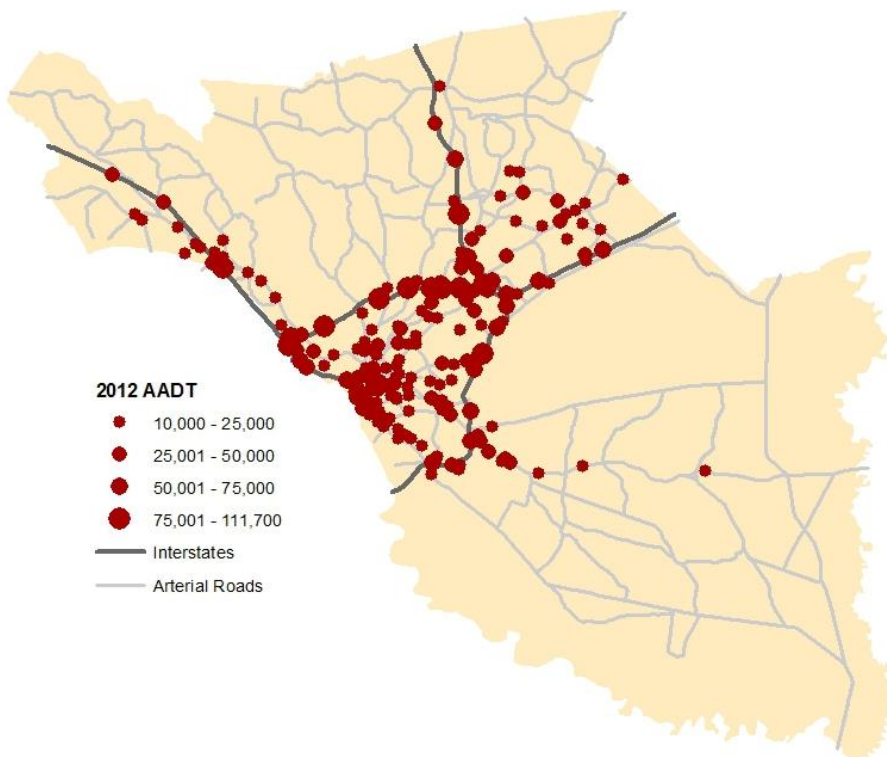 2012 AADT
10,000 - 25,000
25,001 - 50,000
50,001 - 75,000
75,001 - 111,700
Interstates
Arterial Roads